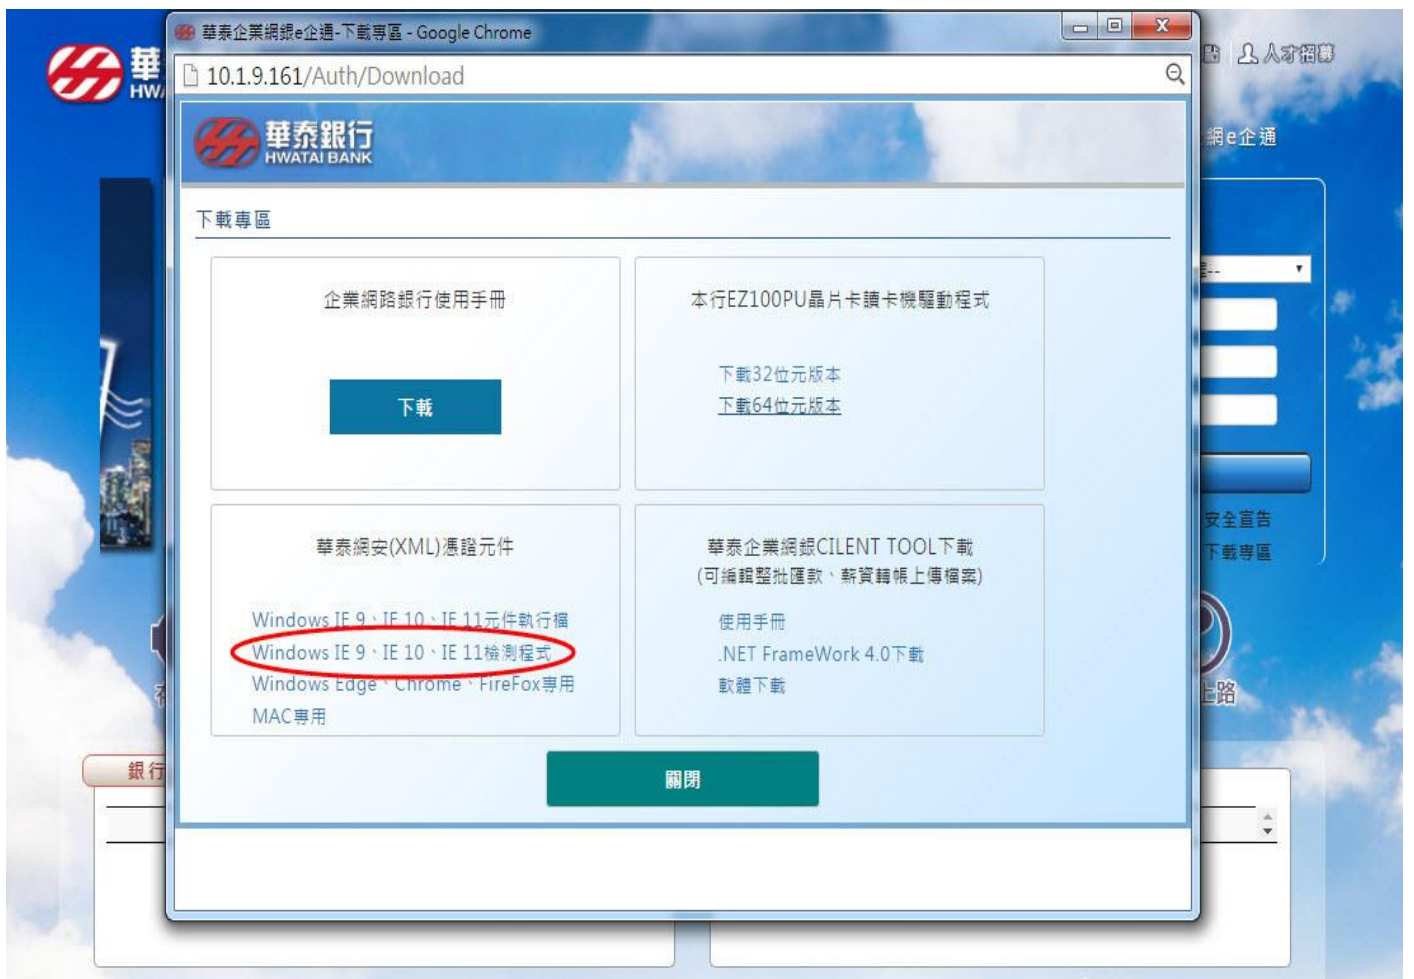 華泰企業網銀e企通-下載專區 - Google Chrome
10.1.9.161/Auth/Download
華
HWA
人才招募
網e企通
華泰銀行
HWATAI BANK
下載專區
企業網路銀行使用手冊
下載
本行EZ100PU晶片卡讀卡機驅動程式
下載32位元版本
下載64位元版本
華泰網安(XML)憑證元件
Windows IE 9、IE 10、IE 11元件執行檔
Windows IE 9、IE 10、IE 11檢測程式
Windows Edge、Chrome、FireFox專用
MAC專用
華泰企業網銀CILENT TOOL下載
(可編輯整批匯款、薪資轉帳上傳檔案)
使用手冊
.NET FrameWork 4.0下載
軟體下載
關閉
安全宣告
下載專區
上路
銀行